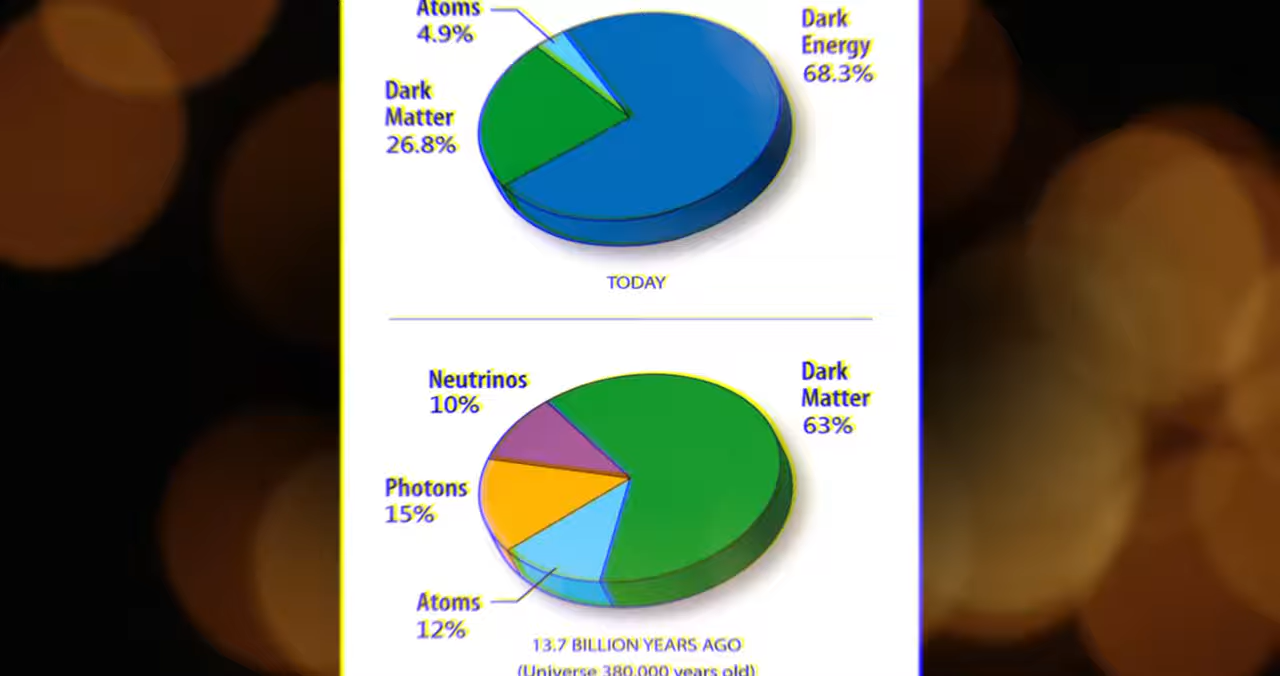 Atoms
4.9%
Dark
Energy
68.3%
Dark
Matter
26.8%
TODAY
Neutrinos
10%
Dark
Matter
63%
Photons
15%
Atoms
12%
13.7 BILLION YEARS AGO
(Universe 380,000 years old)